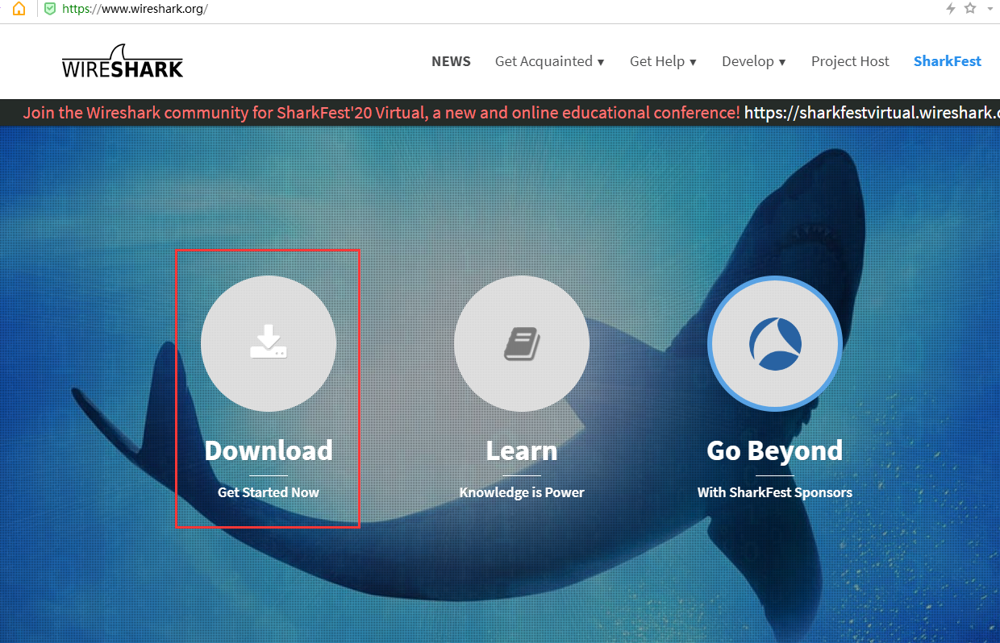 https://www.wireshark.org/
WIRESHARK
NEWS Get Acquainted ▼ Get Help ▼ Develop ▼ Project Host SharkFest
Join the Wireshark community for SharkFest'20 Virtual, a new and online educational conference! https://sharkfestvirtual.wireshark.
Download
Get Started Now
Learn
Knowledge is Power
Go Beyond
With SharkFest Sponsors